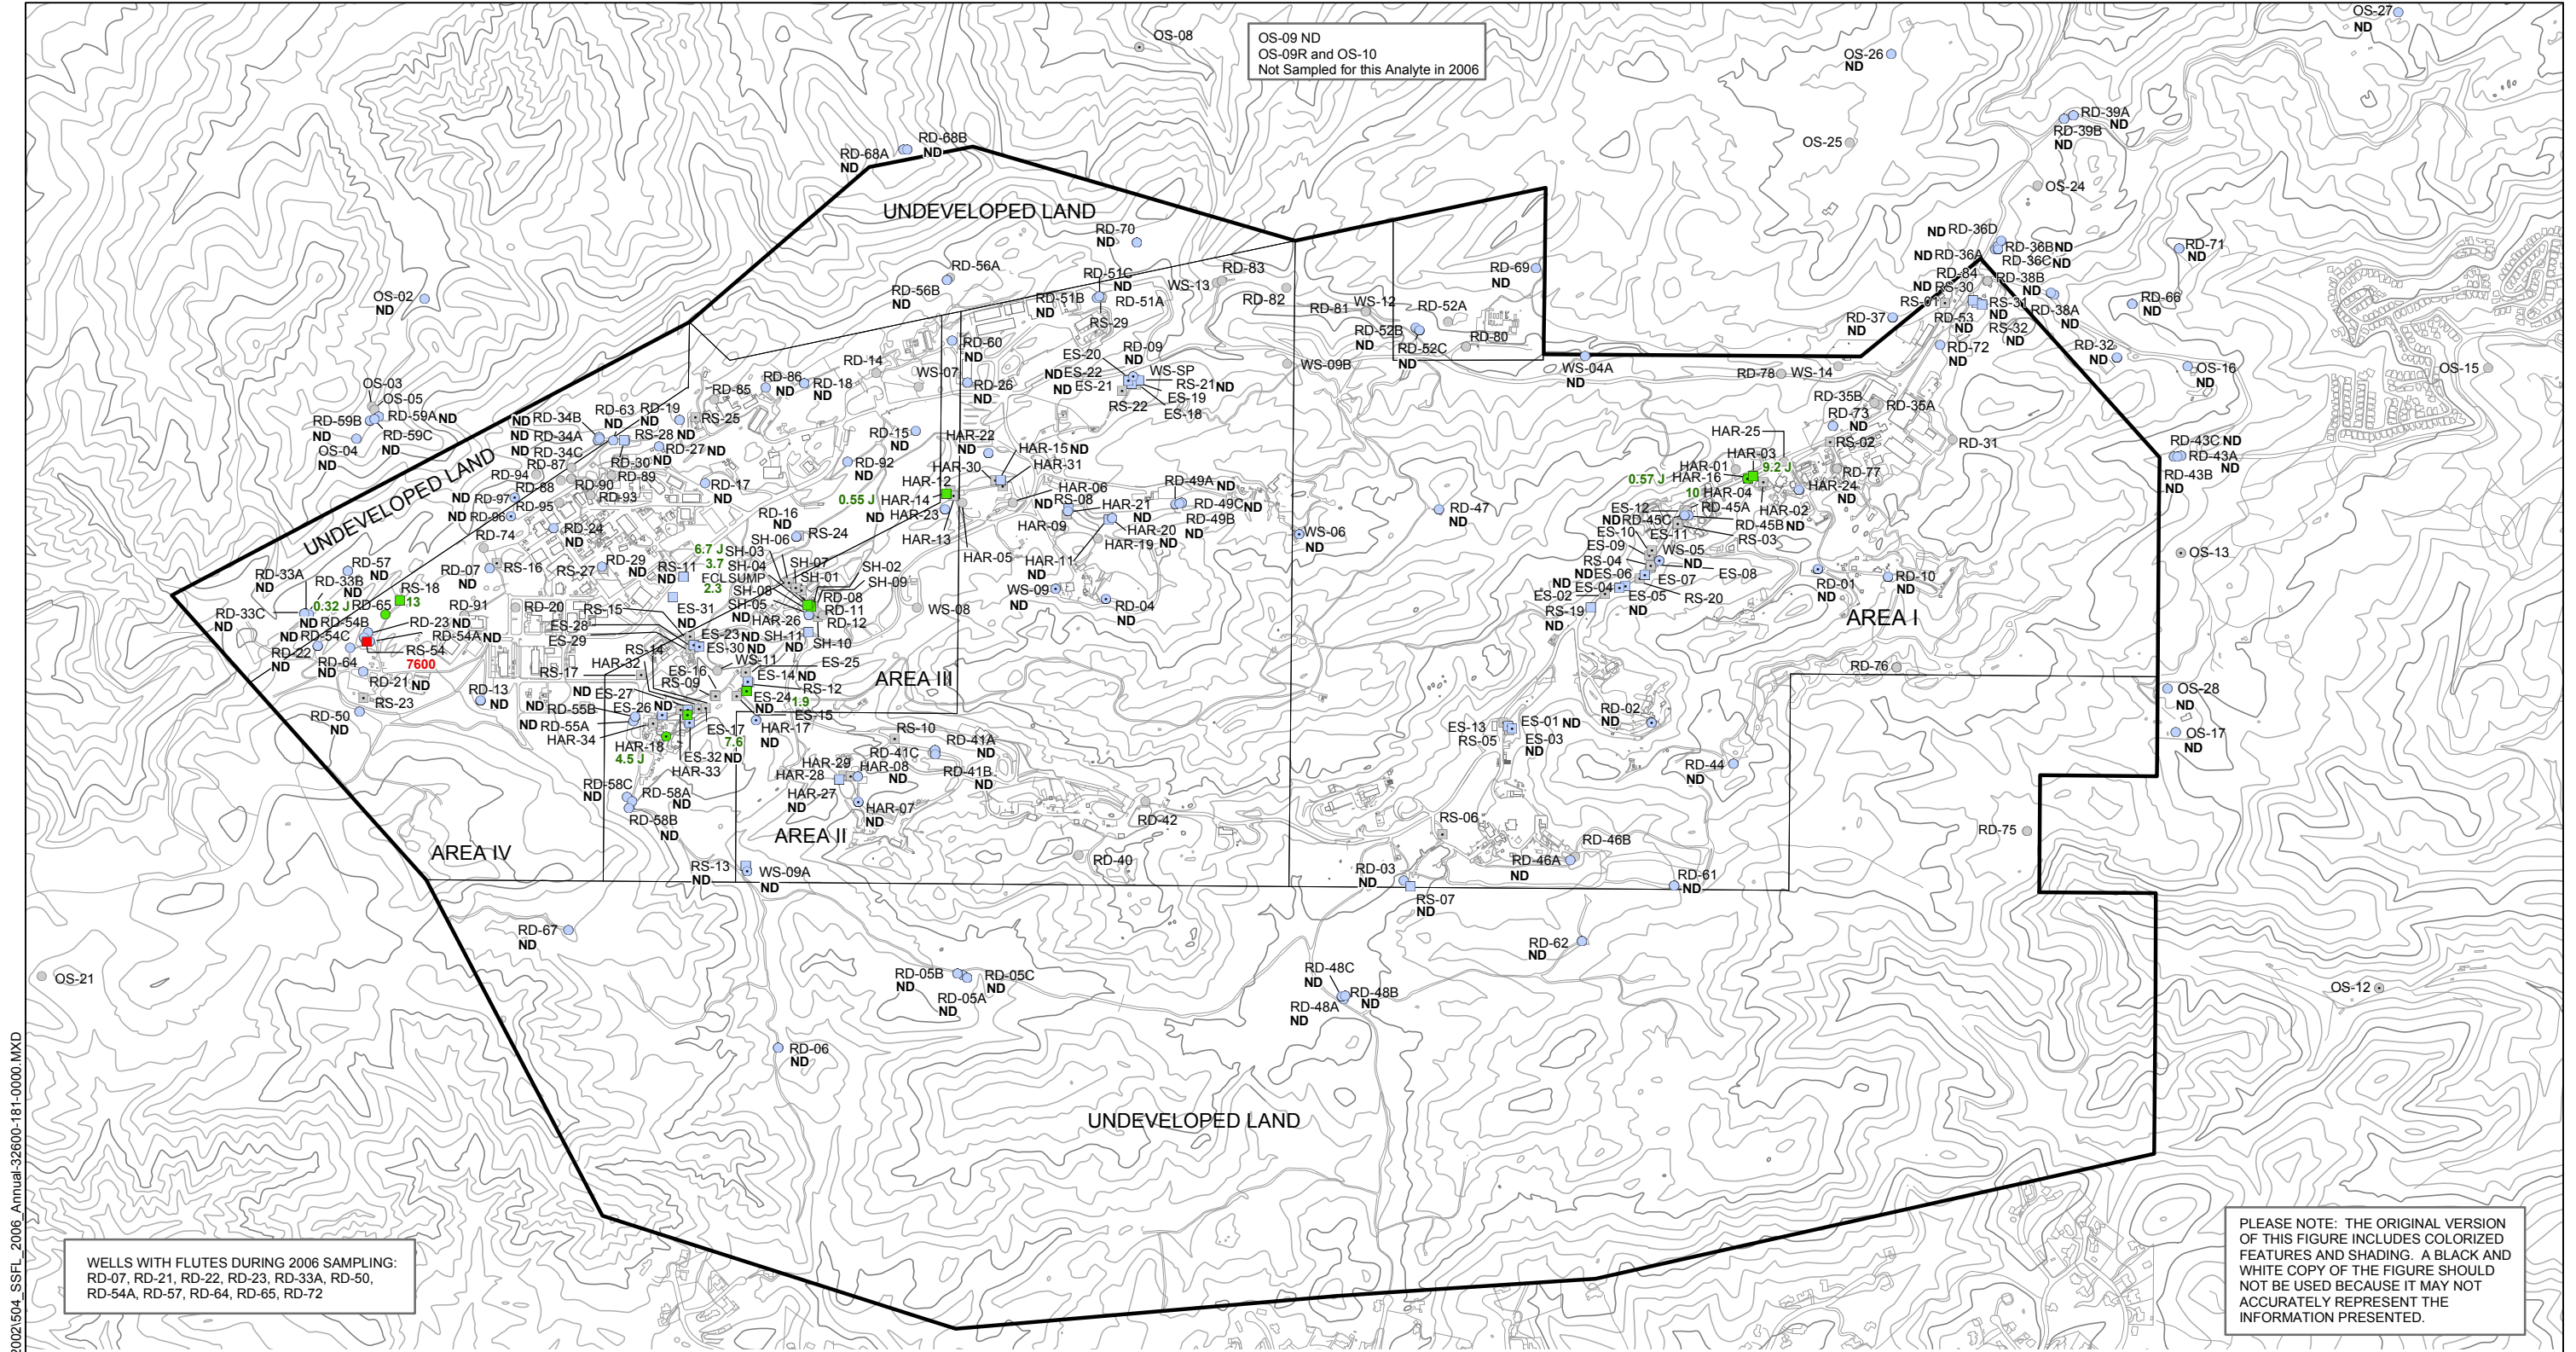 OS-27
ND
OS-08
OS-09 ND
OS-09R and OS-10
Not Sampled for this Analyte in 2006
OS-26
ND
RD-39A
ND
RD-39B
ND
OS-25
RD-68B
ND
RD-68A
ND
OS-24
UNDEVELOPED LAND
RD-70
ND
ND RD-36D
RD-36B ND
RD-36C
ND
ND RD-36A
RD-71
ND
RD-56A
RD-56B
ND
RD-51C
ND
RD-51B
ND
RD-51A
RS-29
WS-13
RD-83
RD-82
RD-81
WS-12
RD-52A
RD-52B
ND
RD-52C
RD-80
RD-69
ND
RD-84
ND RS-30
RS-01
RD-38B
ND
RD-38A
ND
RS-31
ND
RS-32
ND
RD-53
ND
RD-37
ND
RD-66
ND
RD-72
ND
RD-32
ND
OS-16
ND
OS-15
OS-02
ND
RD-60
ND
RD-14
WS-07
RD-26
ND
ES-20
RD-09
ND
ND ES-22
ND ES-21
WS-SP
RS-21 ND
ES-19
ES-18
RS-22
WS-09B
WS-04A
ND
RD-78
WS-14
RD-86
ND
RD-18
ND
RD-85
RS-25
OS-03
OS-05
RD-59A ND
RD-59B
ND
RD-59C
OS-04
ND
ND RD-34B
ND RD-34A
ND RD-34C
RD-63
ND
RD-19
ND
RS-28
ND
RD-27 ND
RD-30
ND
RD-87
RD-94
RD-88
RD-89
RD-90
RD-93
RD-17
ND
ND RD-97
RD-95
ND RD-96
RD-24
ND
RD-74
RD-15
ND
RD-92
ND
HAR-22
ND
HAR-15 ND
HAR-30
HAR-31
HAR-12
0.55 J HAR-14
ND HAR-23
HAR-13
HAR-05
HAR-06
ND RS-08
HAR-09
HAR-21
ND
HAR-20
ND
HAR-19
HAR-11
ND
RD-49A
ND
RD-49C ND
RD-49B
ND
WS-06
ND
RD-47
ND
RD-35B
RD-35A
RD-73
ND
HAR-25
RS-02
RD-31
HAR-03
9.2 J
HAR-01
0.57 J HAR-16
10 HAR-04
RD-77
HAR-24
ND
HAR-02
ND
RD-43C ND
RD-43A
ND
RD-43B
ND
OS-13
ES-12
RD-45A
ND RD-45C
RD-45B
ES-10
ES-11
RS-03
ES-09
WS-05
ND
RS-04
ND ES-06
ES-08
ES-07
ND ES-04
ES-02
ES-05
ND
RS-20
RS-19
ND
RD-01
ND
RD-10
ND
AREA I
UNDEVELOPED LAND
RD-57
ND
RD-33A
ND
RD-33B
ND
RS-18
13
RD-33C
ND
0.32 J RD-65
RD-54B
ND RD-54C
RD-23
RD-54A ND
RD-22
ND
RS-54
7600
RD-64
ND
RD-21 ND
RS-23
RD-50
ND
RD-07
ND
RS-16
RD-91
RD-20
RS-27
RD-29
ND
RS-11
ND
RD-13
ND
RD-16
ND
RS-24
SH-06
6.7 J SH-03
3.7 SH-04
SH-07
SH-02
SH-01
SH-09
ECLSUMP
2.3 SH-08
SH-05
ND
RD-08
RD-11
RD-12
HAR-26
ND
SH-11
ND
SH-10
RS-15
ES-31
ND
ES-28
ES-29
ES-23 ND
ES-30 ND
RS-14
HAR-32
RS-17
WS-11
ES-25
ES-16
RS-09
ES-14 ND
RS-12
ES-24
ND
1.9
ES-15
ND ES-27
ND RD-55B
ES-26
ND
ND RD-55A
HAR-34
ES-17
7.6
HAR-17
ND
HAR-18
4.5 J
ES-32 ND
HAR-33
AREA III
WS-08
WS-09
ND
RD-04
ND
RS-10
RD-41C
ND
RD-41A
ND
RD-41B
ND
HAR-29
HAR-08
HAR-28
HAR-27
ND
HAR-07
ND
RD-58C
ND
RD-58A
ND
RD-58B
ND
AREA II
AREA IV
RS-13
ND
WS-09A
ND
RD-42
RD-40
ES-13
RS-05
ES-01 ND
ES-03
ND
RD-02
ND
RD-44
ND
RD-76
OS-28
ND
OS-17
ND
RS-06
RD-46B
RD-46A
ND
RD-03
ND
RS-07
ND
RD-61
ND
RD-75
RD-62
ND
RD-67
ND
OS-21
RD-05B
ND
RD-05C
ND
RD-05A
ND
RD-48C
ND
RD-48B
ND
RD-48A
ND
OS-12
RD-06
ND
UNDEVELOPED LAND
WELLS WITH FLUTES DURING 2006 SAMPLING:
RD-07, RD-21, RD-22, RD-23, RD-33A, RD-50,
RD-54A, RD-57, RD-64, RD-65, RD-72
PLEASE NOTE: THE ORIGINAL VERSION
OF THIS FIGURE INCLUDES COLORIZED
FEATURES AND SHADING. A BLACK AND
WHITE COPY OF THE FIGURE SHOULD
NOT BE USED BECAUSE IT MAY NOT
ACCURATELY REPRESENT THE
INFORMATION PRESENTED.
2002\504_SSFL_2006_Annual-32600-181-0000.MXD